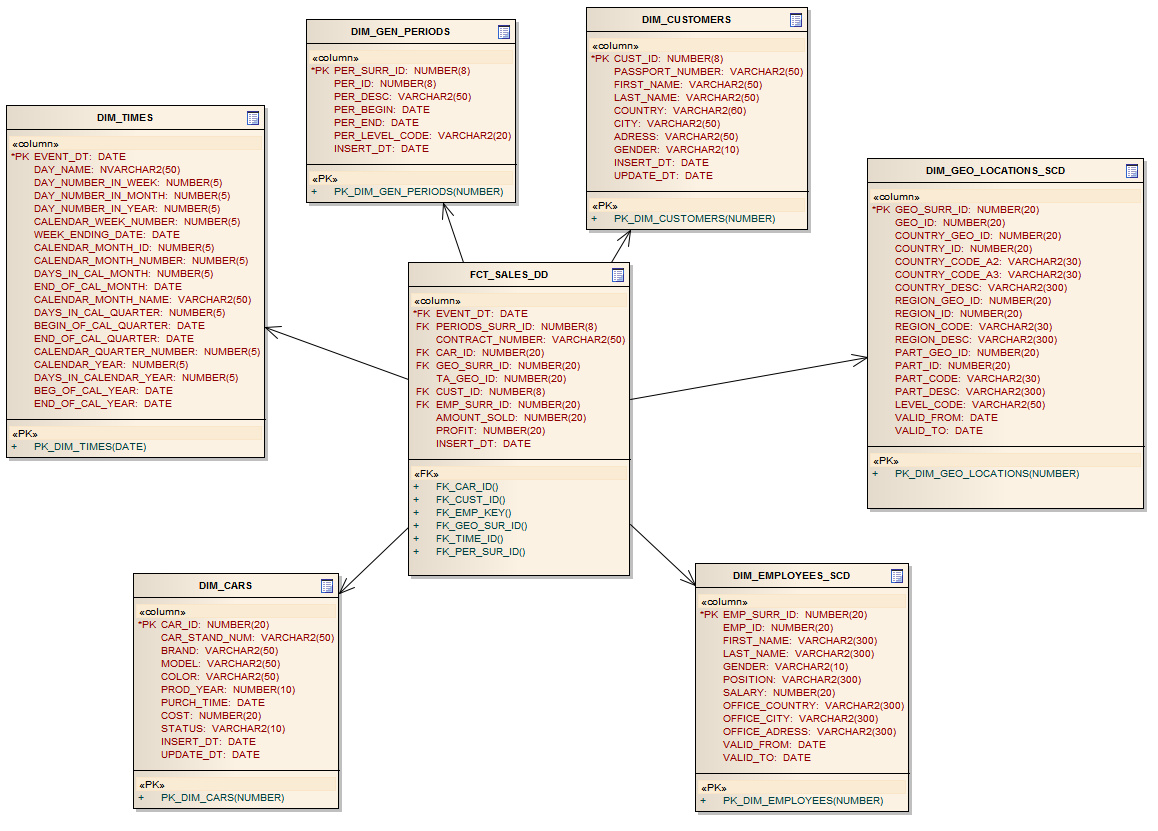 DIM_GEN_PERIODS
«column»
*PK PER_SURR_ID: NUMBER(8)
PER_ID: NUMBER(8)
PER_DESC: VARCHAR2(50)
PER_BEGIN: DATE
PER_END: DATE
PER_LEVEL_CODE: VARCHAR2(20)
INSERT_DT: DATE
«PK»
+ PK_DIM_GEN_PERIODS(NUMBER)
DIM_CUSTOMERS
«column»
*PK CUST_ID: NUMBER(8)
PASSPORT_NUMBER: VARCHAR2(50)
FIRST_NAME: VARCHAR2(50)
LAST_NAME: VARCHAR2(50)
COUNTRY: VARCHAR2(60)
CITY: VARCHAR2(50)
ADRESS: VARCHAR2(50)
GENDER: VARCHAR2(10)
INSERT_DT: DATE
UPDATE_DT: DATE
«PK»
+ PK_DIM_CUSTOMERS(NUMBER)
DIM_TIMES
«column»
*PK EVENT_DT: DATE
DAY_NAME: NVARCHAR2(50)
DAY_NUMBER_IN_WEEK: NUMBER(5)
DAY_NUMBER_IN_MONTH: NUMBER(5)
DAY_NUMBER_IN_YEAR: NUMBER(5)
CALENDAR_WEEK_NUMBER: NUMBER(5)
WEEK_ENDING_DATE: DATE
CALENDAR_MONTH_ID: NUMBER(5)
CALENDAR_MONTH_NUMBER: NUMBER(5)
DAYS_IN_CAL_MONTH: NUMBER(5)
END_OF_CAL_MONTH: DATE
CALENDAR_MONTH_NAME: VARCHAR2(50)
DAYS_IN_CAL_QUARTER: NUMBER(5)
BEGIN_OF_CAL_QUARTER: DATE
END_OF_CAL_QUARTER: DATE
CALENDAR_QUARTER_NUMBER: NUMBER(5)
CALENDAR_YEAR: NUMBER(5)
DAYS_IN_CALENDAR_YEAR: NUMBER(5)
BEG_OF_CAL_YEAR: DATE
END_OF_CAL_YEAR: DATE
«PK»
+ PK_DIM_TIMES(DATE)
DIM_GEO_LOCATIONS_SCD
«column»
*PK GEO_SURR_ID: NUMBER(20)
GEO_ID: NUMBER(20)
COUNTRY_GEO_ID: NUMBER(20)
COUNTRY_ID: NUMBER(20)
COUNTRY_CODE_A2: VARCHAR2(30)
COUNTRY_CODE_A3: VARCHAR2(30)
COUNTRY_DESC: VARCHAR2(300)
REGION_GEO_ID: NUMBER(20)
REGION_ID: NUMBER(20)
REGION_CODE: VARCHAR2(30)
REGION_DESC: VARCHAR2(300)
PART_GEO_ID: NUMBER(20)
PART_ID: NUMBER(20)
PART_CODE: VARCHAR2(30)
PART_DESC: VARCHAR2(300)
LEVEL_CODE: VARCHAR2(50)
VALID_FROM: DATE
VALID_TO: DATE
«PK»
+ PK_DIM_GEO_LOCATIONS(NUMBER)
FCT_SALES_DD
«column»
*FK EVENT_DT: DATE
FK PERIODS_SURR_ID: NUMBER(8)
CONTRACT_NUMBER: VARCHAR2(50)
FK CAR_ID: NUMBER(20)
FK GEO_SURR_ID: NUMBER(20)
TA_GEO_ID: NUMBER(20)
FK CUST_ID: NUMBER(8)
FK EMP_SURR_ID: NUMBER(20)
AMOUNT_SOLD: NUMBER(20)
PROFIT: NUMBER(20)
INSERT_DT: DATE
«FK»
+ FK_CAR_ID()
+ FK_CUST_ID()
+ FK_EMP_KEY()
+ FK_GEO_SUR_ID()
+ FK_TIME_ID()
+ FK_PER_SUR_ID()
DIM_CARS
«column»
*PK CAR_ID: NUMBER(20)
CAR_STAND_NUM: VARCHAR2(50)
BRAND: VARCHAR2(50)
MODEL: VARCHAR2(50)
COLOR: VARCHAR2(50)
PROD_YEAR: NUMBER(10)
PURCH_TIME: DATE
COST: NUMBER(20)
STATUS: VARCHAR2(10)
INSERT_DT: DATE
UPDATE_DT: DATE
«PK»
+ PK_DIM_CARS(NUMBER)
DIM_EMPLOYEES_SCD
«column»
*PK EMP_SURR_ID: NUMBER(20)
EMP_ID: NUMBER(20)
FIRST_NAME: VARCHAR2(300)
LAST_NAME: VARCHAR2(300)
GENDER: VARCHAR2(10)
POSITION: VARCHAR2(300)
SALARY: NUMBER(20)
OFFICE_COUNTRY: VARCHAR2(300)
OFFICE_CITY: VARCHAR2(300)
OFFICE_ADRESS: VARCHAR2(300)
VALID_FROM: DATE
VALID_TO: DATE
«PK»
+ PK_DIM_EMPLOYEES(NUMBER)